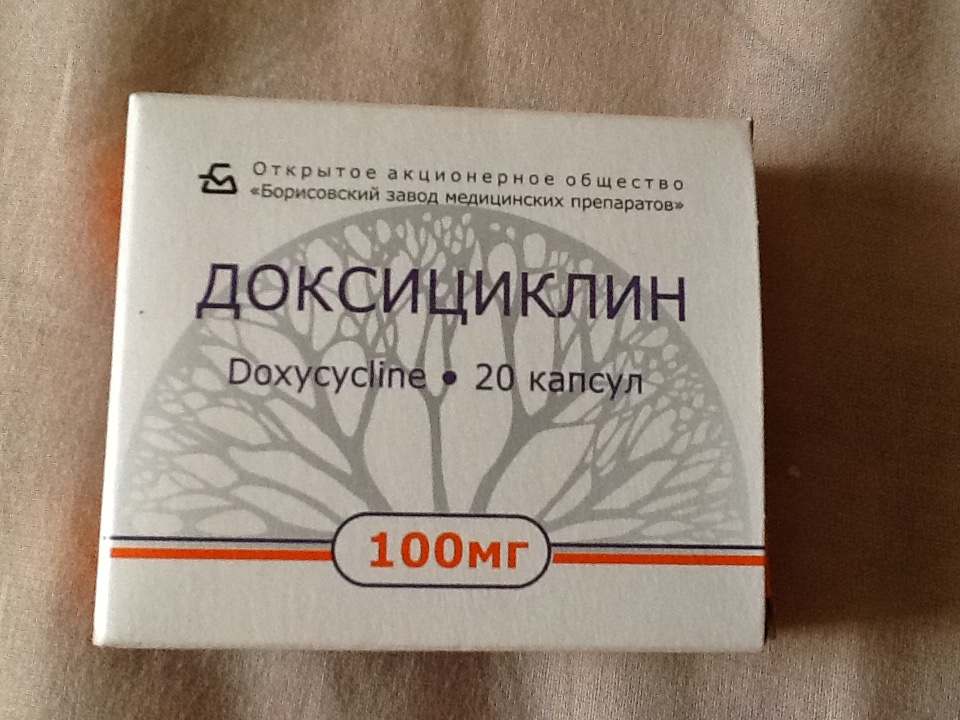 Открытое акционерное общество
«Борисовский завод медицинских препаратов»
ДОКСИЦИКЛИН
Doxycycline • 20 капсул
100мг